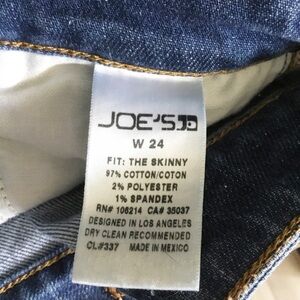 JOE'S
W 24
FIT: THE SKINNY
97% COTTON/COTON
2% POLYESTER
1% SPANDEX
RN# 106214 CA# 35037
DESIGNED IN LOS ANGELES
DRY CLEAN RECOMMENDED
CL#337 MADE IN MEXICO